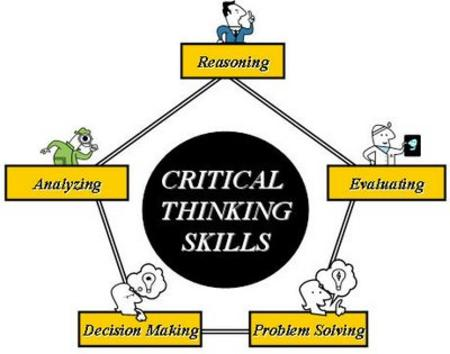 Reasoning
Analyzing
Evaluating
CRITICAL
THINKING
SKILLS
Decision Making
Problem Solving